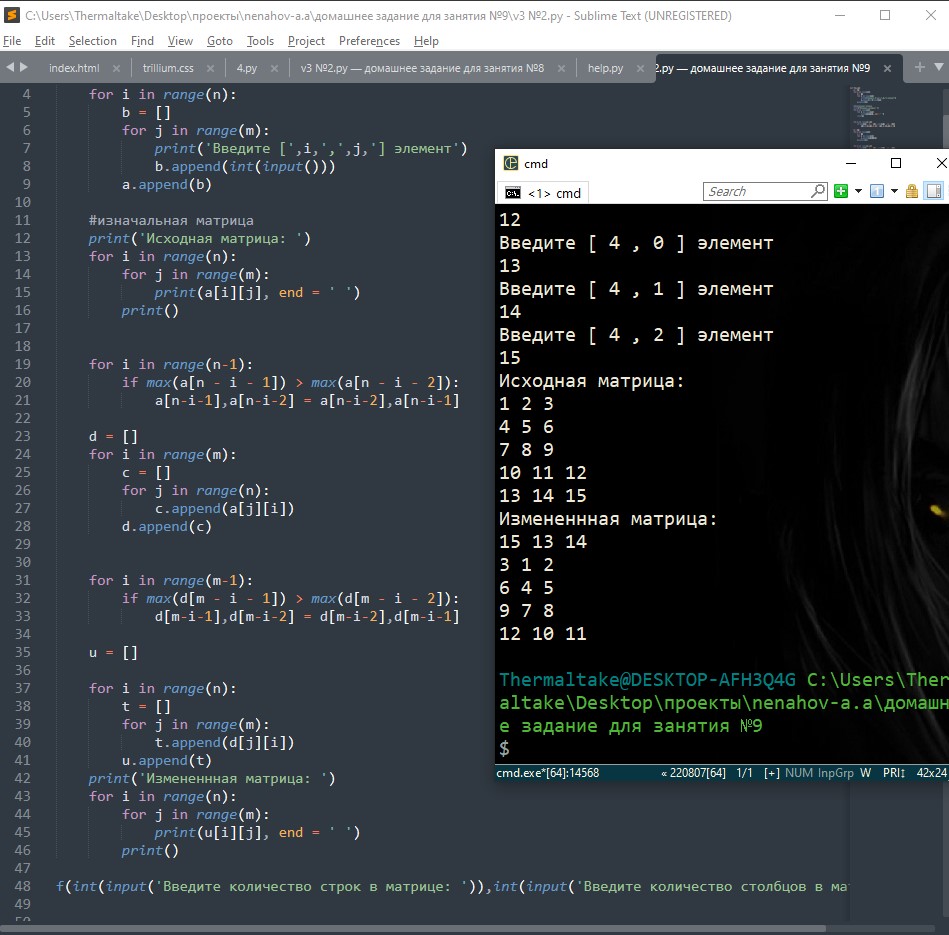 C:\Users\Thermaltake\Desktop\проекты\nenahov-a.a\домашнее задание для занятия №9\v3 №2.py - Sublime Text (UNREGISTERED)
File Edit Selection Find View Goto Tools Project Preferences Help
index.html trillium.css 4.py v3 №2.py — домашнее задание для занятия №8 help.py 2.py — домашнее задание для занятия №9
4 for i in range(n):
5 b = []
6 for j in range(m):
7 print('Введите [',i,',',j,'] элемент')
8 b.append(int(input()))
9 a.append(b)
10
11 #изначальная матрица
12 print('Исходная матрица: ')
13 for i in range(n):
14 for j in range(m):
15 print(a[i][j], end = ' ')
16 print()
17
18
19 for i in range(n-1):
20 if max(a[n - i - 1]) > max(a[n - i - 2]):
21 a[n-i-1],a[n-i-2] = a[n-i-2],a[n-i-1]
22
23 d = []
24 for i in range(m):
25 c = []
26 for j in range(n):
27 c.append(a[j][i])
28 d.append(c)
29
30
31 for i in range(m-1):
32 if max(d[m - i - 1]) > max(d[m - i - 2]):
33 d[m-i-1],d[m-i-2] = d[m-i-2],d[m-i-1]
34
35 u = []
36
37 for i in range(n):
38 t = []
39 for j in range(m):
40 t.append(d[j][i])
41 u.append(t)
42 print('Измененнная матрица: ')
43 for i in range(n):
44 for j in range(m):
45 print(u[i][j], end = ' ')
46 print()
47
48 f(int(input('Введите количество строк в матрице: ')),int(input('Введите количество столбцов в ма
49
50
cmd
<1> cmd Search
12
Введите [ 4 , 0 ] элемент
13
Введите [ 4 , 1 ] элемент
14
Введите [ 4 , 2 ] элемент
15
Исходная матрица:
1 2 3
4 5 6
7 8 9
10 11 12
13 14 15
Измененнная матрица:
15 13 14
3 1 2
6 4 5
9 7 8
12 10 11
Thermaltake@DESKTOP-AFH3Q4G C:\Users\Ther
altake\Desktop\проекты\nenahov-a.a\домашн
е задание для занятия №9
$
cmd.exe*[64]:14568 « 220807[64] 1/1 [+] NUM InpGrp W PRI↕ 42x24